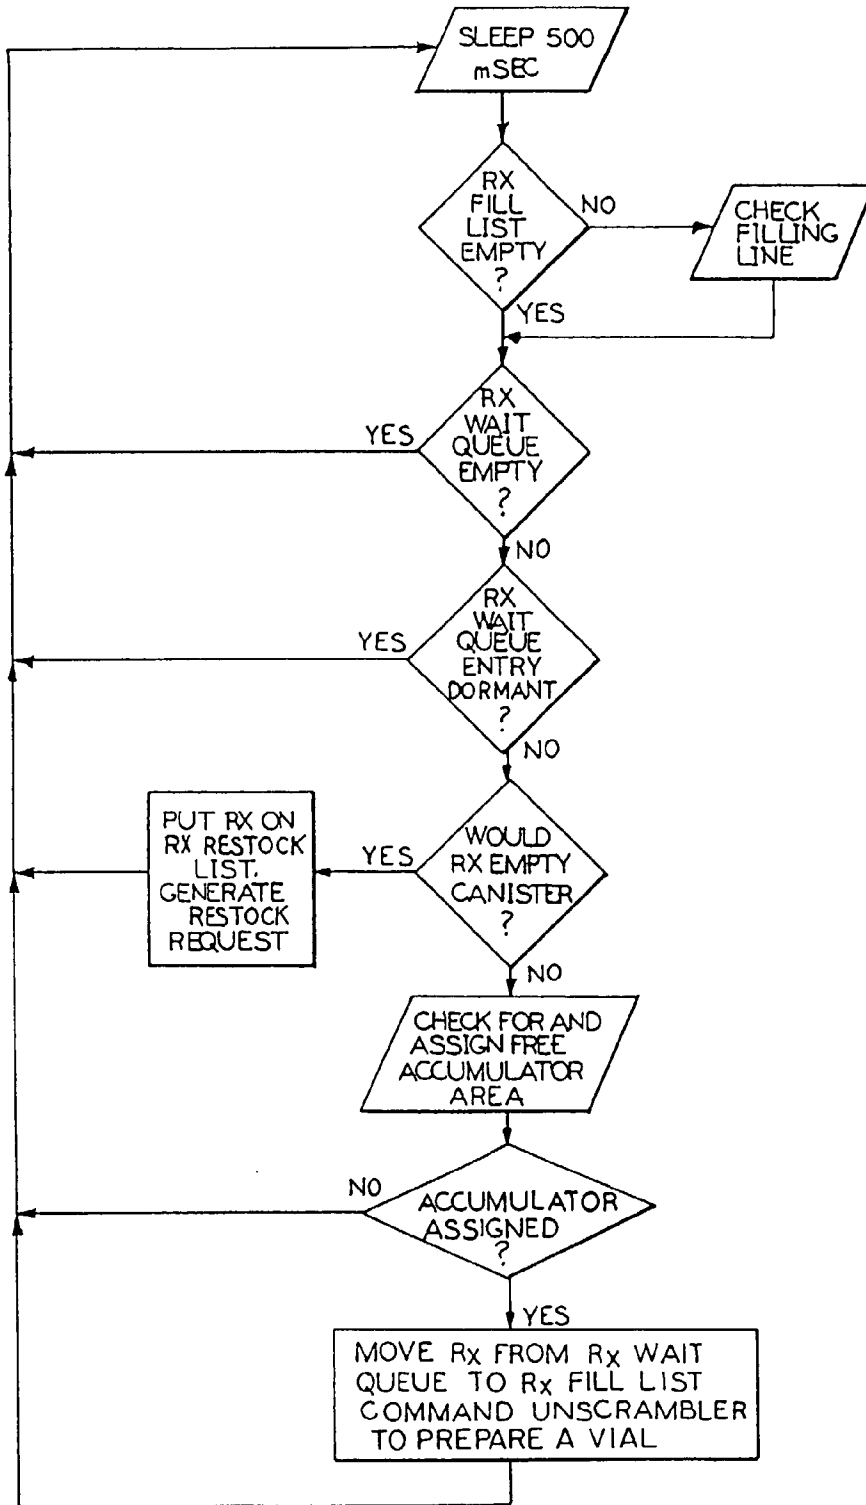 SLEEP 500
mSEC
RX
FILL
LIST
EMPTY
?
NO
CHECK
FILLING
LINE
YES
RX
WAIT
QUEUE
EMPTY
?
YES
NO
RX
WAIT
QUEUE
ENTRY
DORMANT
?
YES
NO
WOULD
RX EMPTY
CANISTER
?
YES
PUT RX ON
RX RESTOCK
LIST.
GENERATE
RESTOCK
REQUEST
NO
CHECK FOR AND
ASSIGN FREE
ACCUMULATOR
AREA
NO
ACCUMULATOR
ASSIGNED
?
YES
MOVE Rx FROM Rx WAIT
QUEUE TO Rx FILL LIST
COMMAND UNSCRAMBLER
TO PREPARE A VIAL